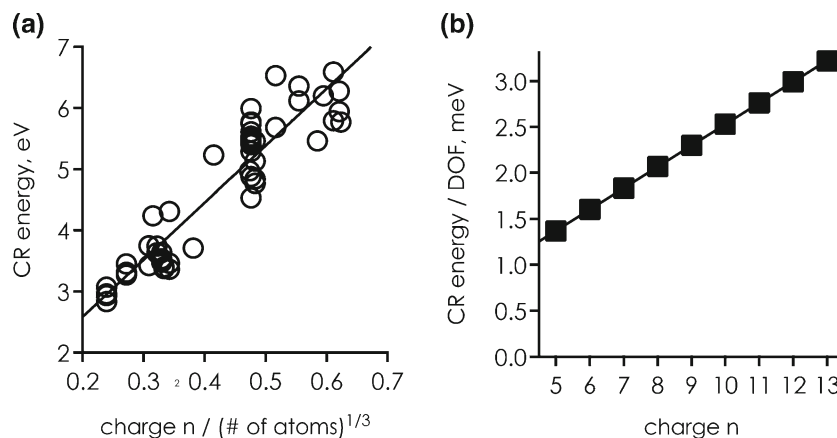 (a)
7
6
5
4
3
2
CR energy, eV
0.2 0.3 2 0.4 0.5 0.6 0.7
charge n / (# of atoms)1/3
(b)
3.0
2.5
2.0
1.5
1.0
0.5
0.0
CR energy / DOF, meV
5 6 7 8 9 10 11 12 13
charge n